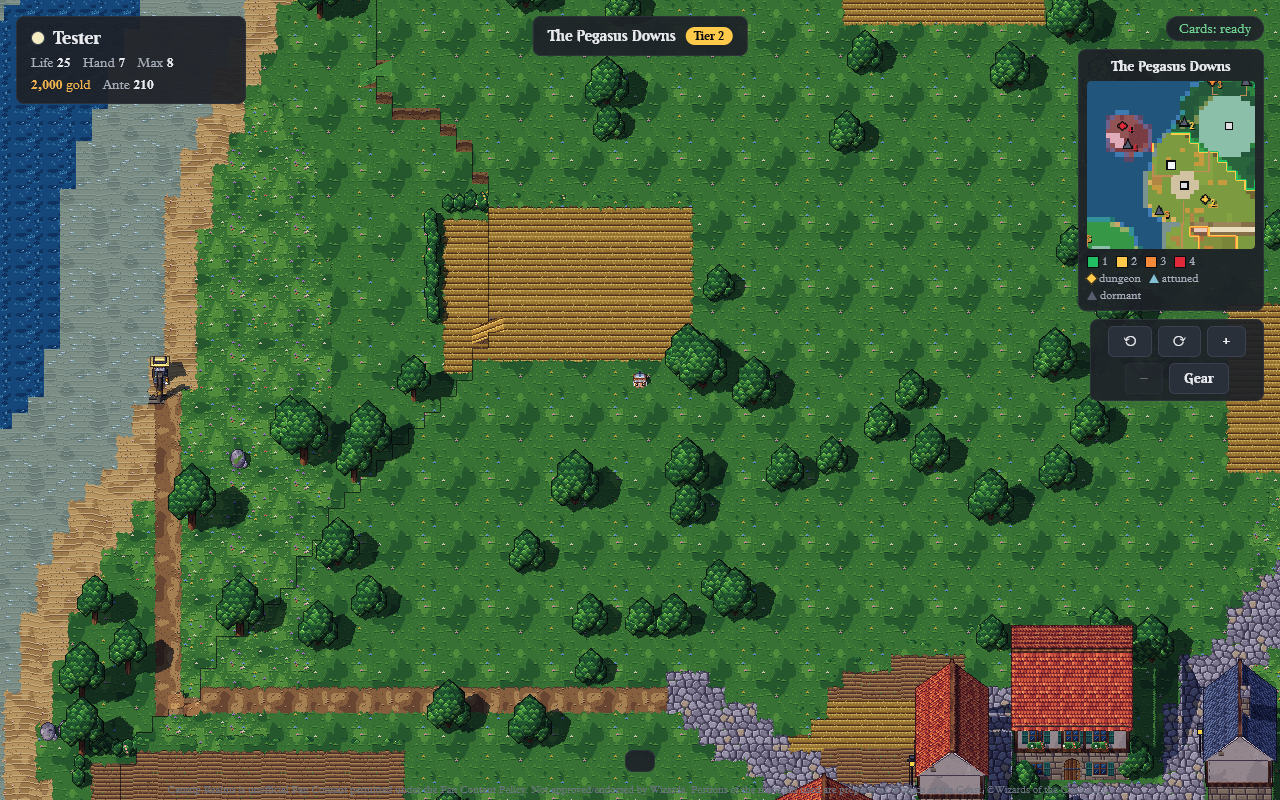 Tester
Life 25 Hand 7 Max 8
2,000 gold Ante 210
The Pegasus Downs Tier 2
Cards: ready
The Pegasus Downs
1 2 3 4
dungeon attuned
dormant
+
−
Gear